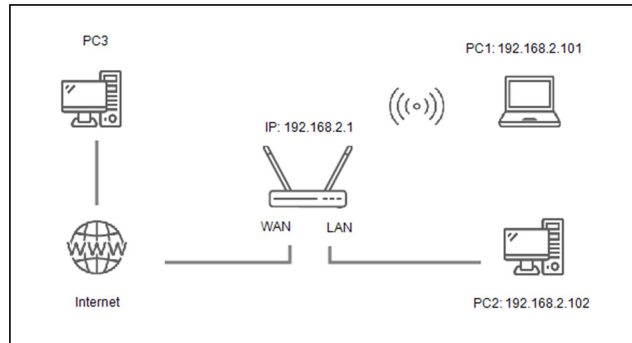 PC3
PC1: 192.168.2.101
IP: 192.168.2.1
WAN
LAN
WWW
Internet
PC2: 192.168.2.102